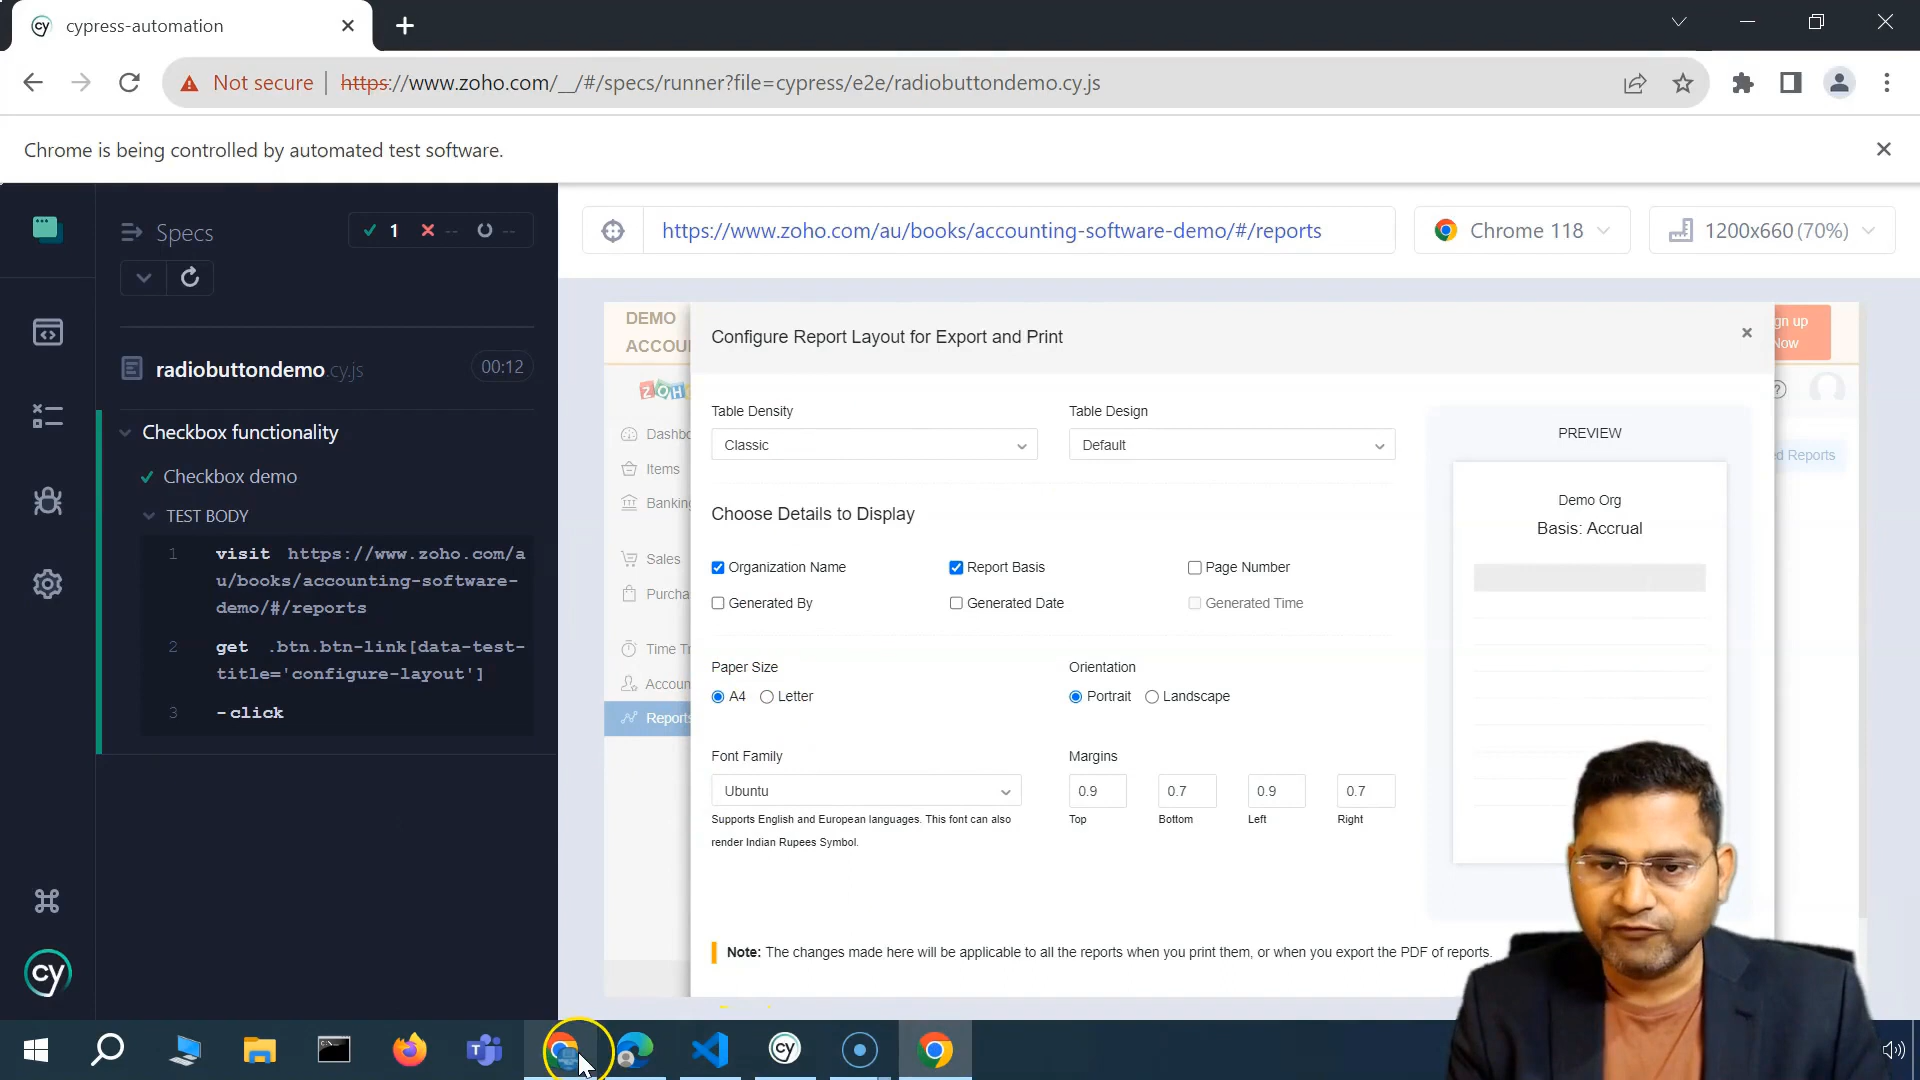 cypress-automation
Not secure | https://www.zoho.com/__/#/specs/runner?file=cypress/e2e/radiobuttondemo.cy.js
Chrome is being controlled by automated test software.
Specs
1 -- --
radiobuttondemo.cy.js 00:12
Checkbox functionality
Checkbox demo
TEST BODY
1 visit https://www.zoho.com/a
u/books/accounting-software-
demo/#/reports
2 get .btn.btn-link[data-test-
title='configure-layout']
3 -click
cy
https://www.zoho.com/au/books/accounting-software-demo/#/reports
Chrome 118
1200x660 (70%)
DEMO
ACCOU
gn up
Now
ZOHO
Dashbo
Items
Banking
Sales
Purcha
Time Tr
Accoun
Reports
d Reports
Configure Report Layout for Export and Print
Table Density
Table Design
Classic
Default
Choose Details to Display
Organization Name
Report Basis
Page Number
Generated By
Generated Date
Generated Time
Paper Size
Orientation
A4
Letter
Portrait
Landscape
Font Family
Margins
Ubuntu
0.9
0.7
0.9
0.7
Supports English and European languages. This font can also
render Indian Rupees Symbol.
Top
Bottom
Left
Right
PREVIEW
Demo Org
Basis: Accrual
Note: The changes made here will be applicable to all the reports when you print them, or when you export the PDF of reports.